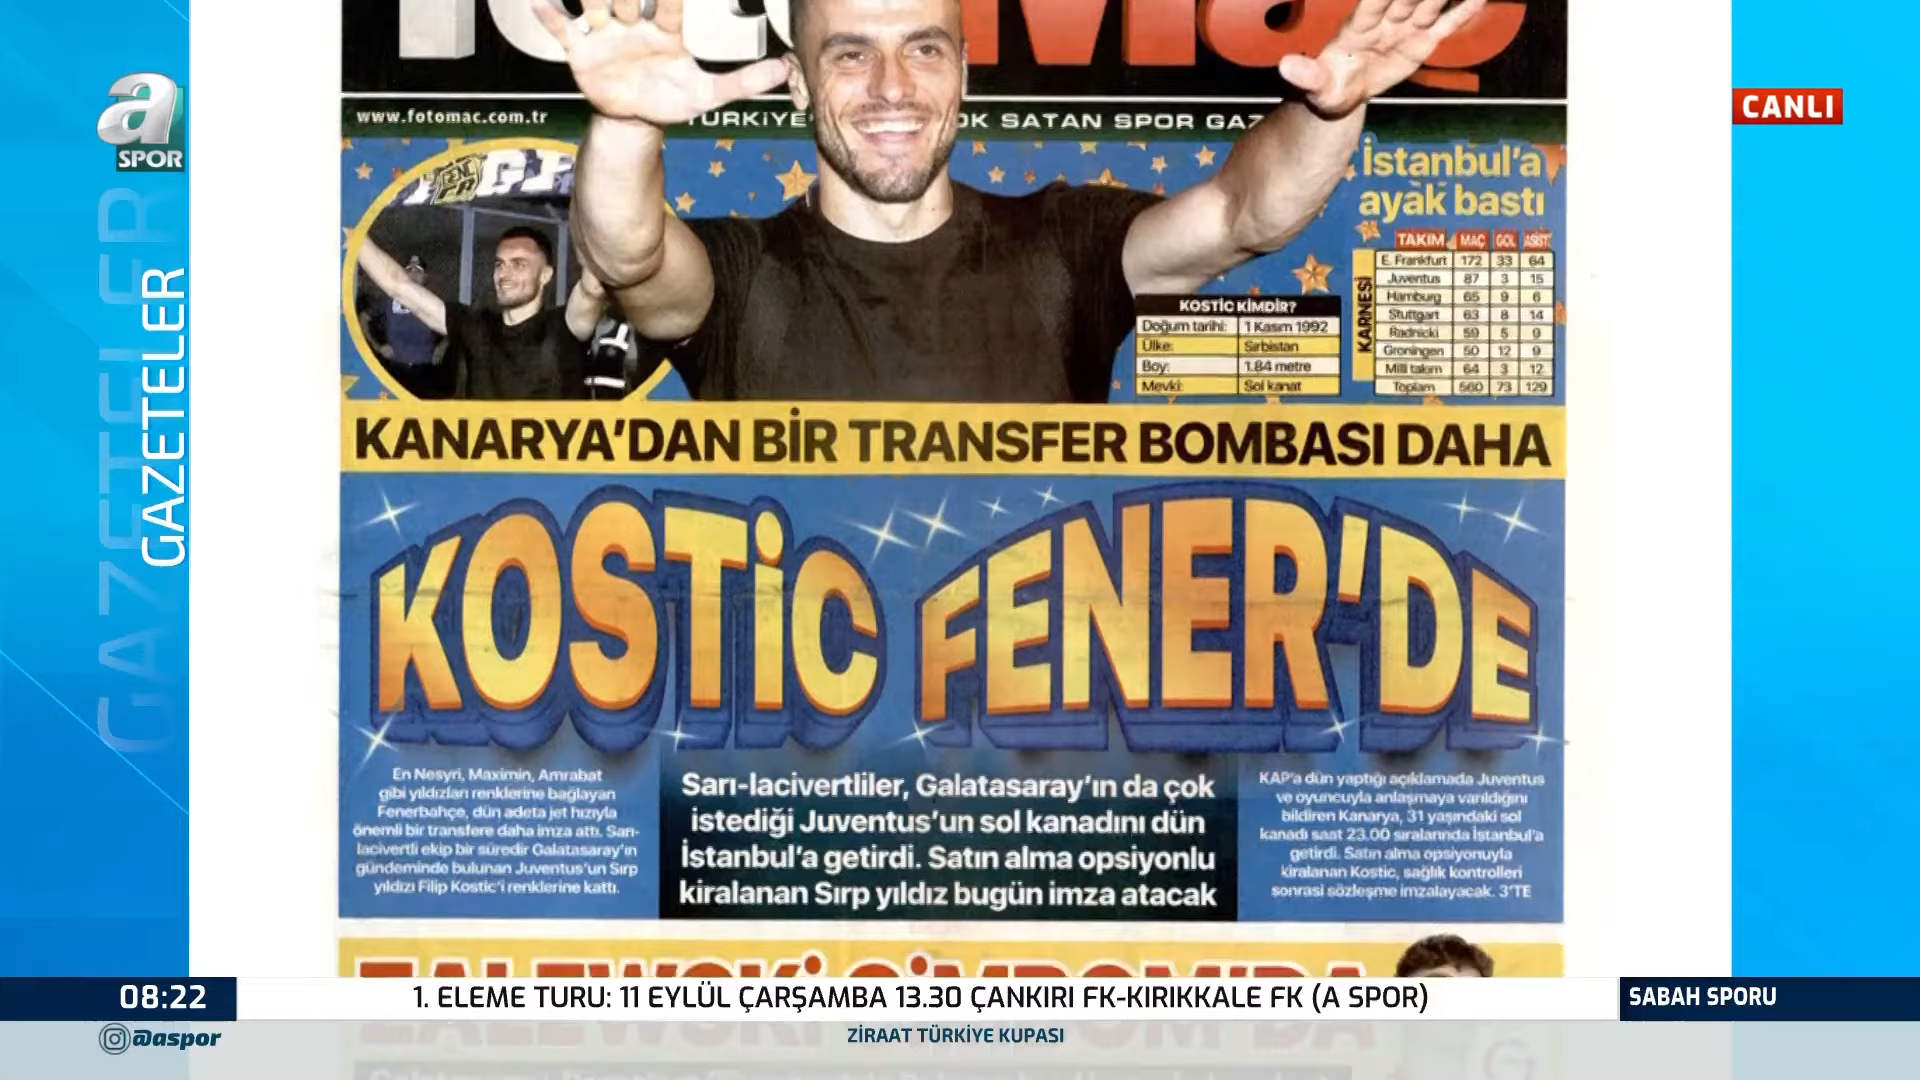 a
SPOR
GAZETELER
GAZETELER
CANLI
fotoMaç
www.fotomac.com.tr
İstanbul'a
ayak bastı
KARNESİ
TAKIM MAÇ GOL ASİST
E. Frankfurt 172 33 64
Juventus 87 3 15
Hamburg 65 9 6
Stuttgart 63 8 14
Radnicki 59 5 9
Groningen 50 12 9
Milli takım 64 3 12
Toplam 560 73 129
KOSTİC KİMDİR?
Doğum tarihi: 1 Kasım 1992
Ülke: Sırbistan
Boy: 1.84 metre
Mevki: Sol kanat
KANARYA'DAN BİR TRANSFER BOMBASI DAHA
KOSTİC FENER'DE
En Nesyri, Maximin, Amrabat
gibi yıldızları renklerine bağlayan
Fenerbahçe, dün adeta jet hızıyla
önemli bir transfere daha imza attı. Sarı-
lacivertli ekip bir süredir Galatasaray'ın
gündeminde bulunan Juventus'un Sırp
yıldızı Filip Kostic'i renklerine kattı.
Sarı-lacivertliler, Galatasaray'ın da çok
istediği Juventus'un sol kanadını dün
İstanbul'a getirdi. Satın alma opsiyonlu
kiralanan Sırp yıldız bugün imza atacak
KAP'a dün yaptığı açıklamada Juventus
ve oyuncuyla anlaşmaya varıldığını
bildiren Kanarya, 31 yaşındaki sol
kanadı saat 23.00 sıralarında İstanbul'a
getirdi. Satın alma opsiyonuyla
kiralanan Kostic, sağlık kontrolleri
sonrası sözleşme imzalayacak. 3'TE
ZALEWSKİ CİMBOM'DA
08:22
1. ELEME TURU: 11 EYLÜL ÇARŞAMBA 13.30 ÇANKIRI FK-KIRIKKALE FK (A SPOR)
SABAH SPORU
@aspor
ZİRAAT TÜRKİYE KUPASI